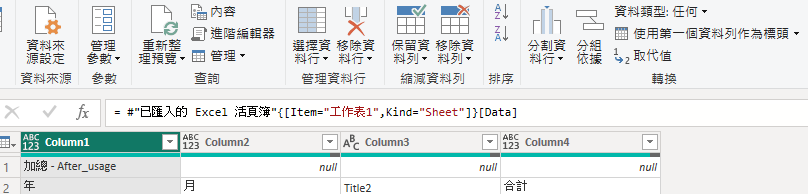 內容
進階編輯器
管理
資料來源設定
管理參數
重新整理預覽
選擇資料行
移除資料行
保留資料列
移除資料列
分割資料行
分組依據
資料類型: 任何
使用第一個資料列作為標頭
取代值
資料來源
參數
查詢
管理資料行
縮減資料列
排序
轉換
fx
= #"已匯入的 Excel 活頁簿"{[Item="工作表1",Kind="Sheet"]}[Data]
ABC 123 Column1
ABC 123 Column2
ABC Column3
ABC 123 Column4
1 加總 - After_usage null null null
2 年 月 Title2 合計